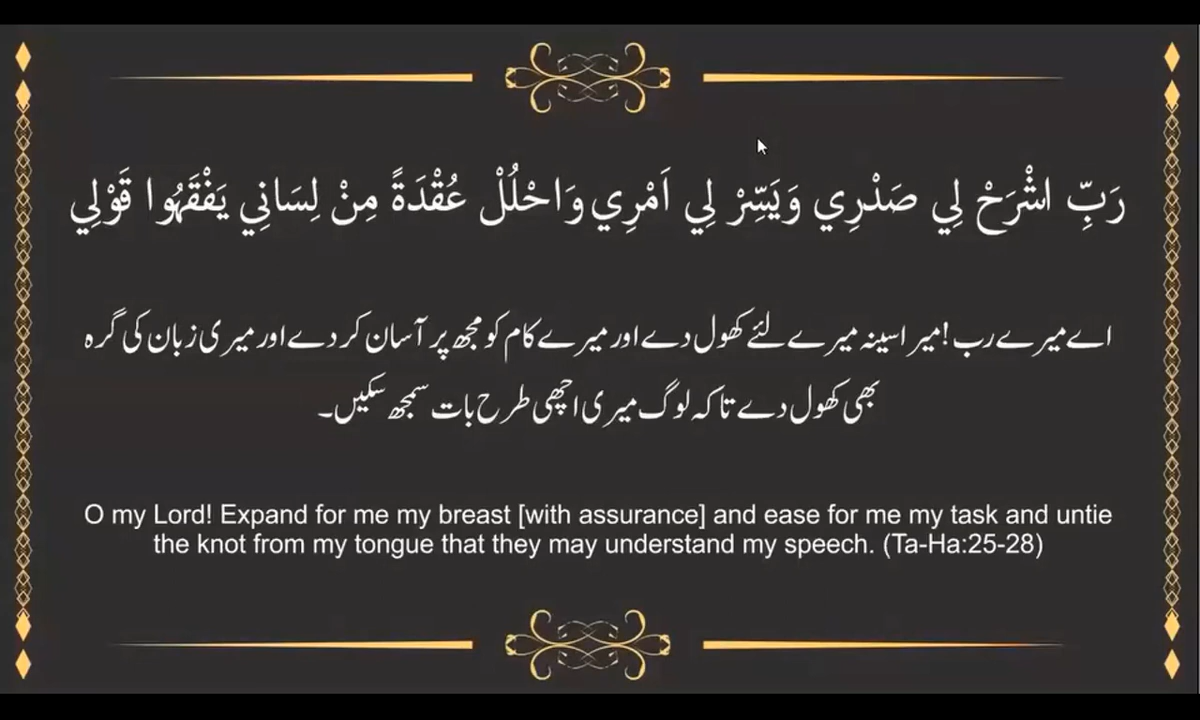 رَبِّ اشْرَحْ لِي صَدْرِي وَيَسِّرْ لِي اَمْرِي وَاحْلُلْ عُقْدَةً مِنْ لِسَانِي يَفْقَهُوا قَوْلِي
اے میرے رب! میرا سینہ میرے لئے کھول دے اور میرے کام کو مجھ پر آسان کر دے اور میری زبان کی گرہ
بھی کھول دے تاکہ لوگ میری اچھی طرح بات سمجھ سکیں۔
O my Lord! Expand for me my breast [with assurance] and ease for me my task and untie
the knot from my tongue that they may understand my speech. (Ta-Ha:25-28)